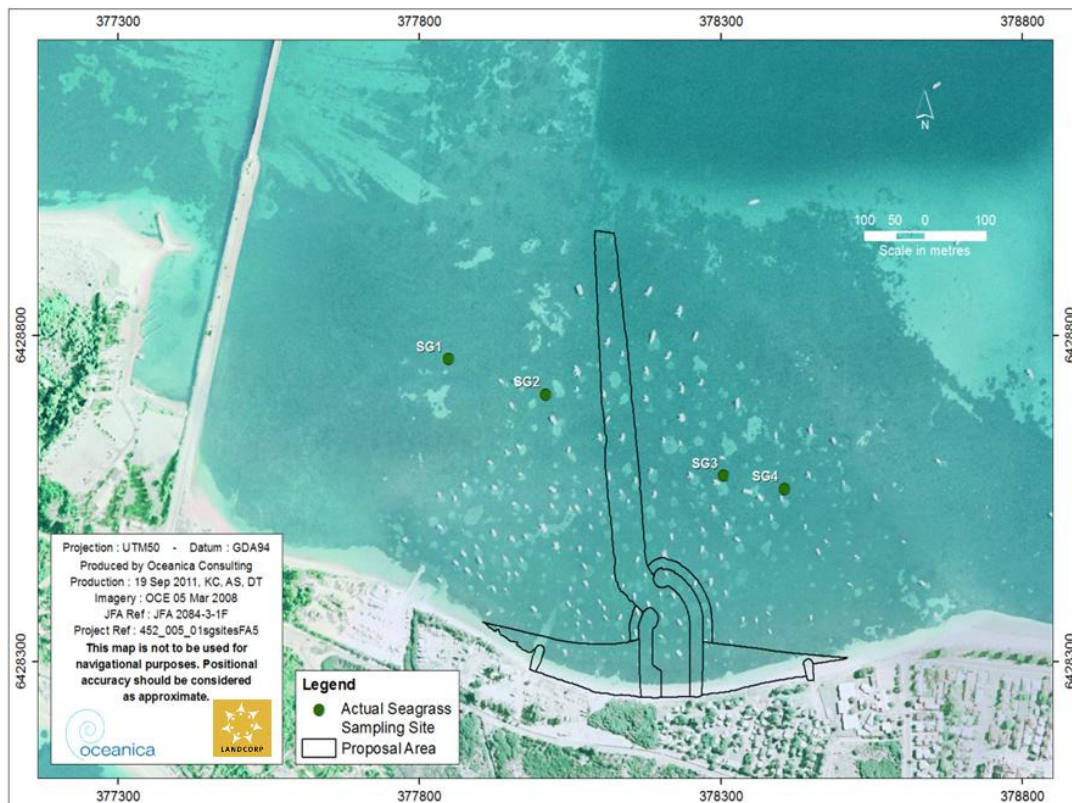 377300 377800 378300 378800
N
100 50 0 100
Scale in metres
6428800 6428800
SG1
SG2
SG3
SG4
6428300 6428300
Projection : UTM50 - Datum : GDA94
Produced by Oceanica Consulting
Production : 19 Sep 2011, KC, AS, DT
Imagery : OCE 05 Mar 2008
JFA Ref : JFA 2084-3-1F
Project Ref : 452_005_01sgsitesFA5
This map is not to be used for
navigational purposes. Positional
accuracy should be considered
as approximate.
oceanica
LANDCORP
Legend
Actual Seagrass
Sampling Site
Proposal Area
377300 377800 378300 378800